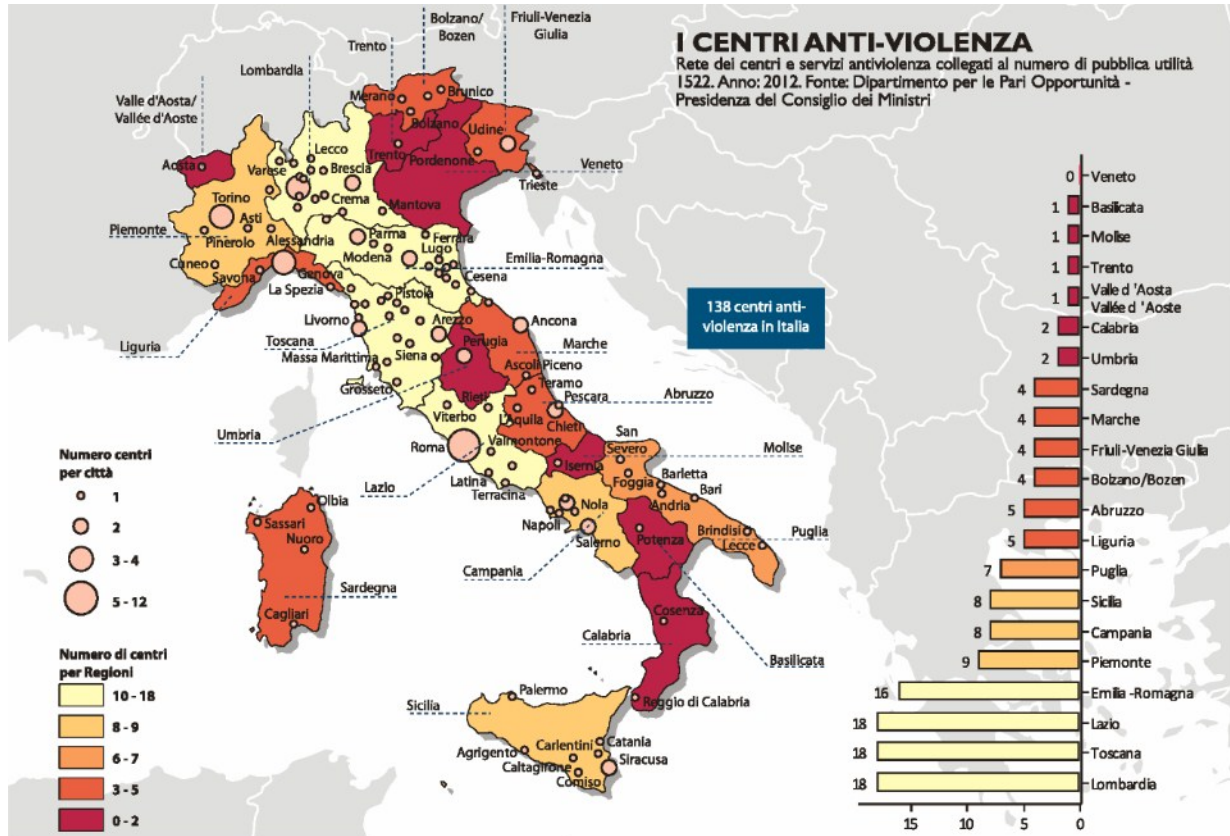 I CENTRI ANTI-VIOLENZA
Rete dei centri e servizi antiviolenza collegati al numero di pubblica utilità
1522. Anno: 2012. Fonte: Dipartimento per le Pari Opportunità -
Presidenza del Consiglio dei Ministri
Bolzano/
Bozen
Friuli-Venezia
Giulia
Trento
Lombardia
Valle d'Aosta/
Vallée d'Aoste
Merano
Brunico
Bolzano
Udine
Lecco
Trento
Pordenone
Aosta
Varese
Brescia
Veneto
Trieste
Torino
Crema
Mantova
Asti
Piemonte
Pinerolo
Alessandria
Parma
Ferrara
Modena
Lugo
Emilia-Romagna
Cuneo
Savona
Genova
Cesena
La Spezia
Pistoia
138 centri anti-
violenza in Italia
Livorno
Arezzo
Ancona
Liguria
Toscana
Perugia
Marche
Massa Marittima
Siena
Ascoli Piceno
Grosseto
Teramo
Rieti
Pescara
Abruzzo
Viterbo
L'Aquila
Chieti
Umbria
San
Severo
Roma
Valmontone
Molise
Isernia
Barletta
Lazio
Latina
Foggia
Bari
Terracina
Andria
Nola
Napoli
Brindisi
Puglia
Salerno
Potenza
Lecce
Campania
Olbia
Sassari
Nuoro
Sardegna
Cagliari
Cosenza
Calabria
Basilicata
Palermo
Reggio di Calabria
Sicilia
Catania
Agrigento
Carlentini
Siracusa
Caltagirone
Comiso
Numero centri
per città
1
2
3 - 4
5 - 12
Numero di centri
per Regioni
10 - 18
8 - 9
6 - 7
3 - 5
0 - 2
0 Veneto
1 Basilicata
1 Molise
1 Trento
1 Valle d 'Aosta
Vallée d 'Aoste
2 Calabria
2 Umbria
4 Sardegna
4 Marche
4 Friuli-Venezia Giulia
4 Bolzano/Bozen
5 Abruzzo
5 Liguria
7 Puglia
8 Sicilia
8 Campania
9 Piemonte
16 Emilia -Romagna
18 Lazio
18 Toscana
18 Lombardia
15 10 5 0